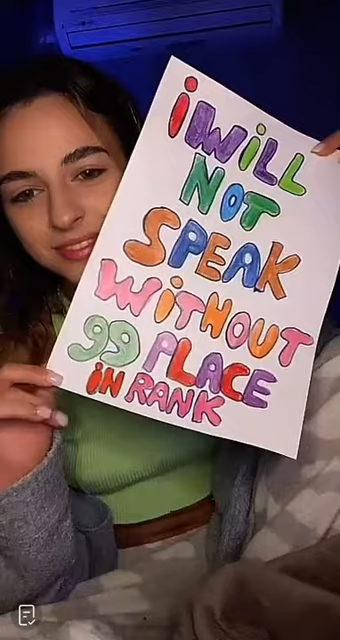 i WiLL
NOT
SPEAK
WiTHOUT
99 PLACE
iN RANK